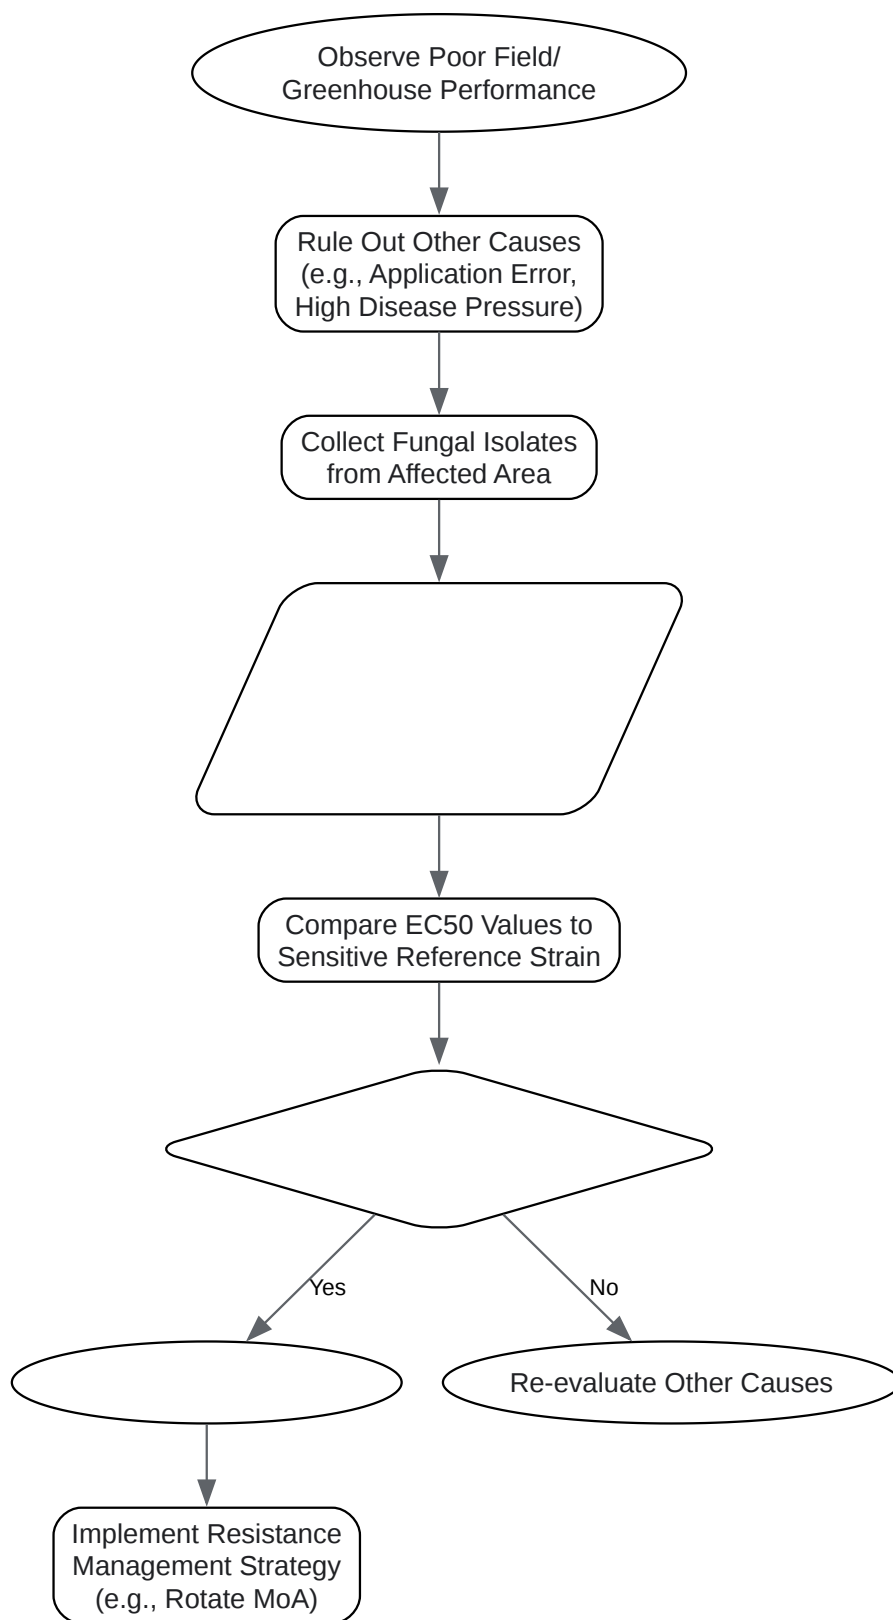 Observe Poor Field/
Greenhouse Performance
Rule Out Other Causes
(e.g., Application Error,
High Disease Pressure)
Collect Fungal Isolates
from Affected Area
Compare EC50 Values to
Sensitive Reference Strain
Yes
No
Re-evaluate Other Causes
Implement Resistance
Management Strategy
(e.g., Rotate MoA)